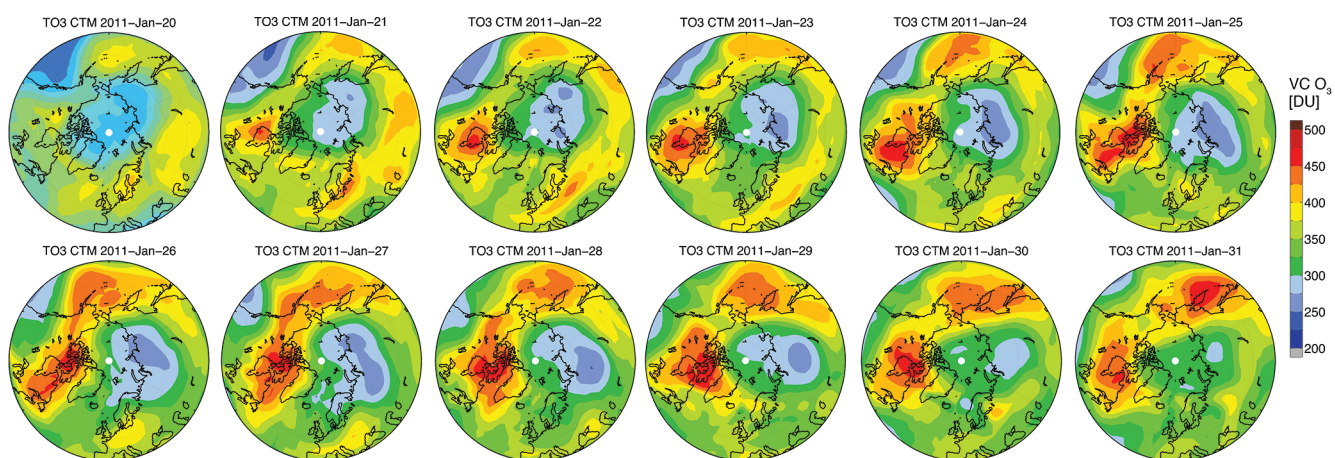 TO3 CTM 2011–Jan–20
TO3 CTM 2011–Jan–21
TO3 CTM 2011–Jan–22
TO3 CTM 2011–Jan–23
TO3 CTM 2011–Jan–24
TO3 CTM 2011–Jan–25
VC O3
[DU]
500
450
400
350
300
250
200
TO3 CTM 2011–Jan–26
TO3 CTM 2011–Jan–27
TO3 CTM 2011–Jan–28
TO3 CTM 2011–Jan–29
TO3 CTM 2011–Jan–30
TO3 CTM 2011–Jan–31